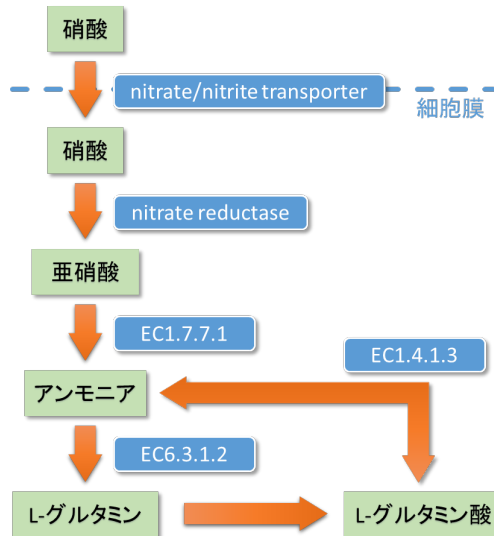 硝酸
nitrate/nitrite transporter
細胞膜
硝酸
nitrate reductase
亜硝酸
EC1.7.7.1
EC1.4.1.3
アンモニア
EC6.3.1.2
L-グルタミン
L-グルタミン酸